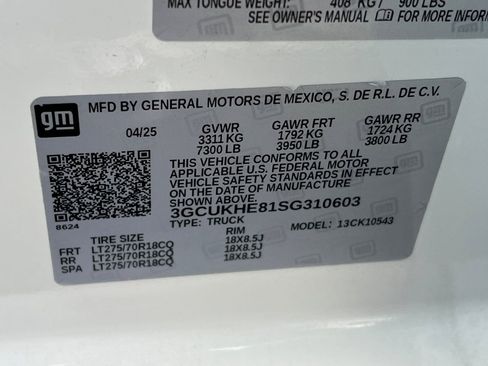 MAX TONGUE WEIGHT: 408 KG / 900 LBS
SEE OWNER'S MANUAL
gm
MFD BY GENERAL MOTORS DE MEXICO, S. DE R.L. DE C.V.
04/25 GVWR GAWR FRT GAWR RR
3311 KG 1792 KG 1724 KG
7300 LB 3950 LB 3800 LB
THIS VEHICLE CONFORMS TO ALL
APPLICABLE U.S. FEDERAL MOTOR
VEHICLE SAFETY STANDARDS IN EFFECT
ON THE DATE OF MANUFACTURE SHOWN ABOVE.
3GCUKHE81SG310603
8624 TYPE: TRUCK MODEL: 13CK10543
TIRE SIZE RIM
FRT LT275/70R18CQ 18X8.5J
RR LT275/70R18CQ 18X8.5J
SPA LT275/70R18CQ 18X8.5J